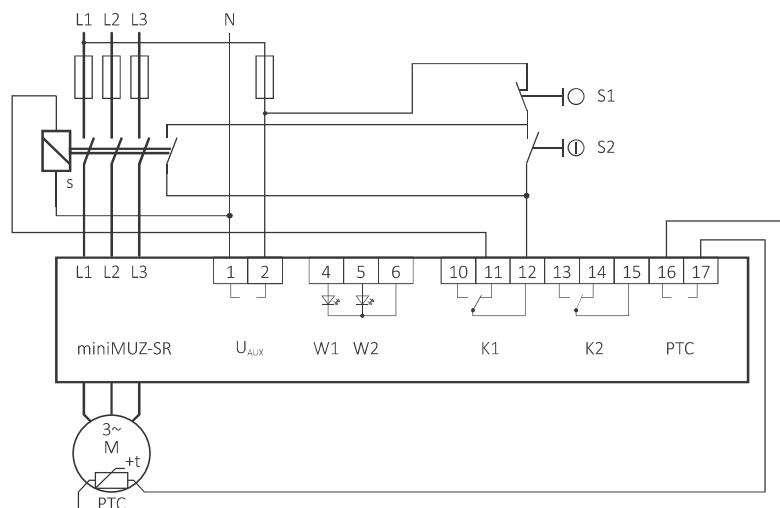 L1 L2 L3 N
S1
S2
s
L1 L2 L3 1 2 4 5 6 10 11 12 13 14 15 16 17
miniMUZ-SR UAUX W1 W2 K1 K2 PTC
3~
M
+t
PTC